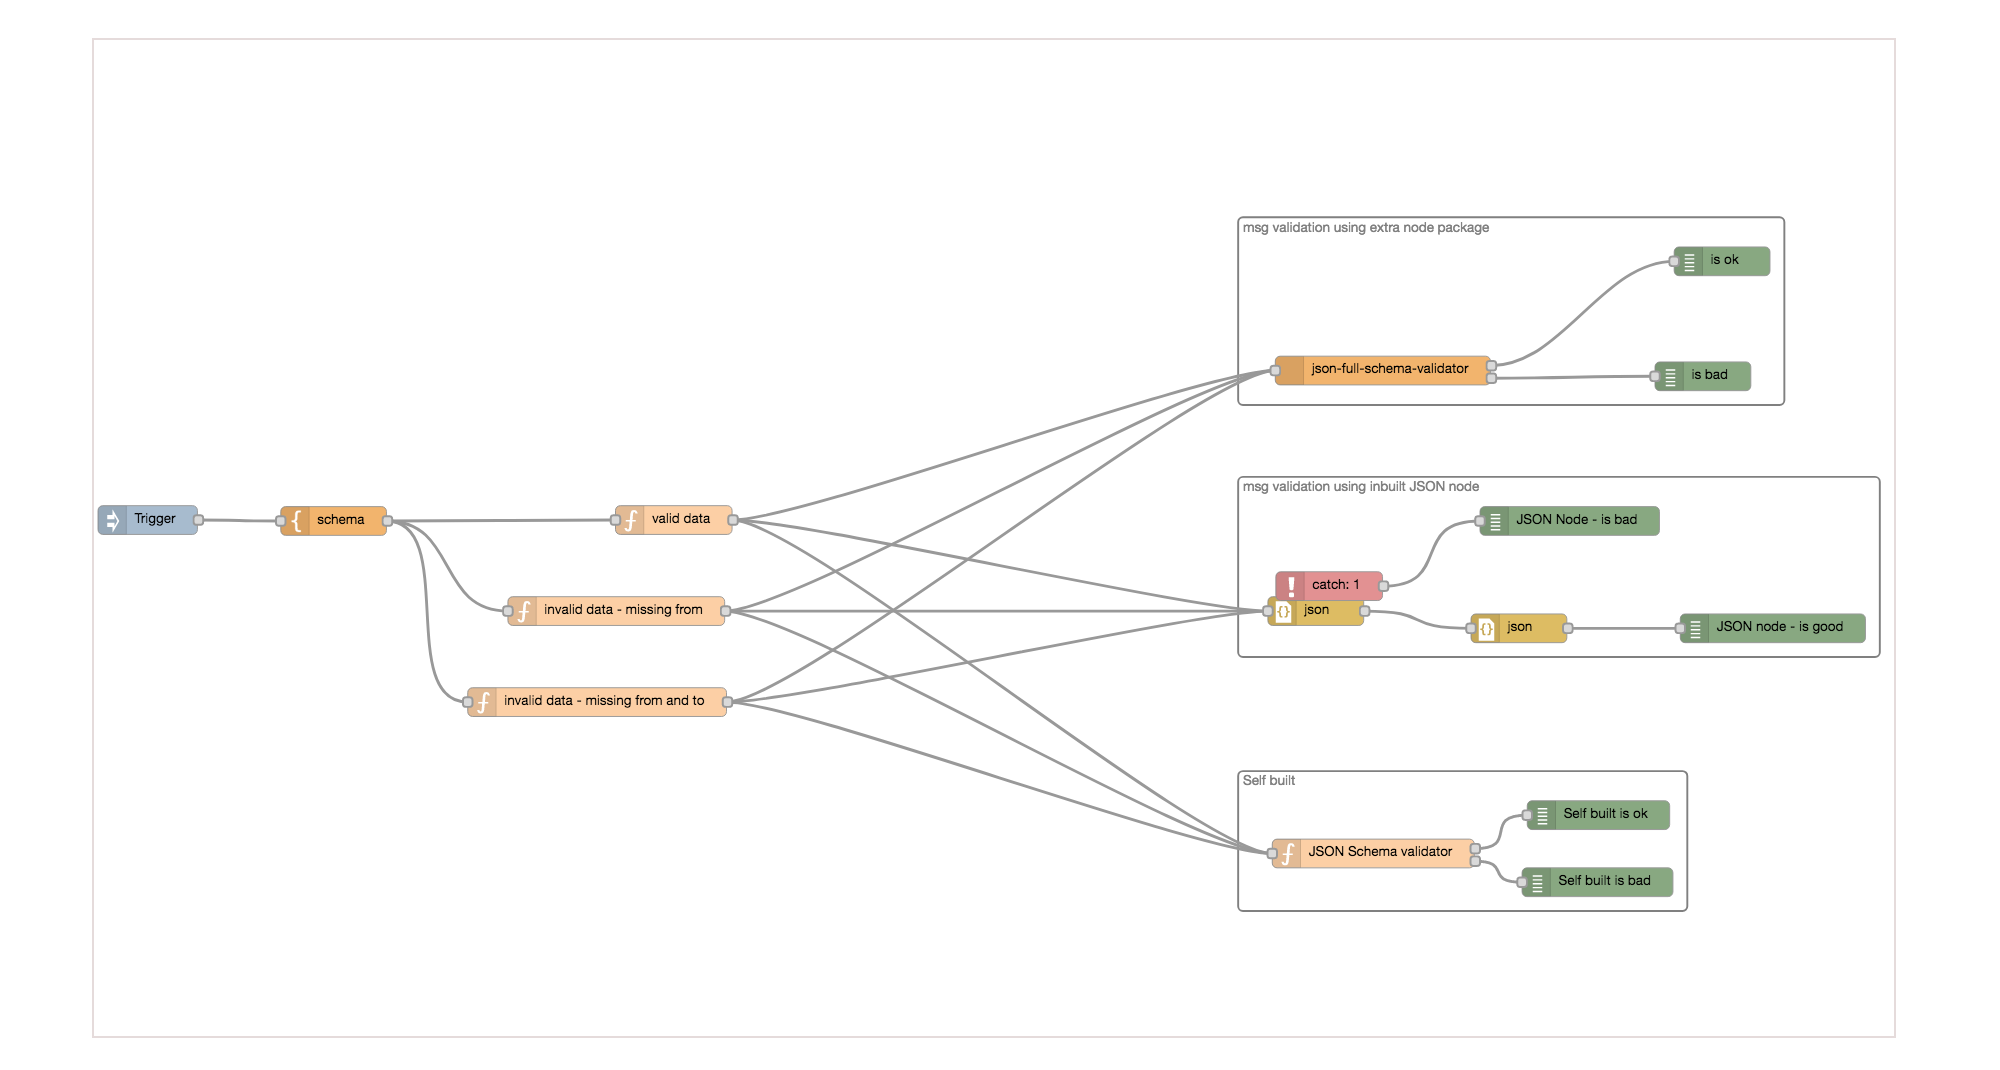 Trigger
schema
valid data
invalid data - missing from
invalid data - missing from and to
msg validation using extra node package
is ok
json-full-schema-validator
is bad
msg validation using inbuilt JSON node
JSON Node - is bad
catch: 1
json
json
JSON node - is good
Self built
Self built is ok
JSON Schema validator
Self built is bad